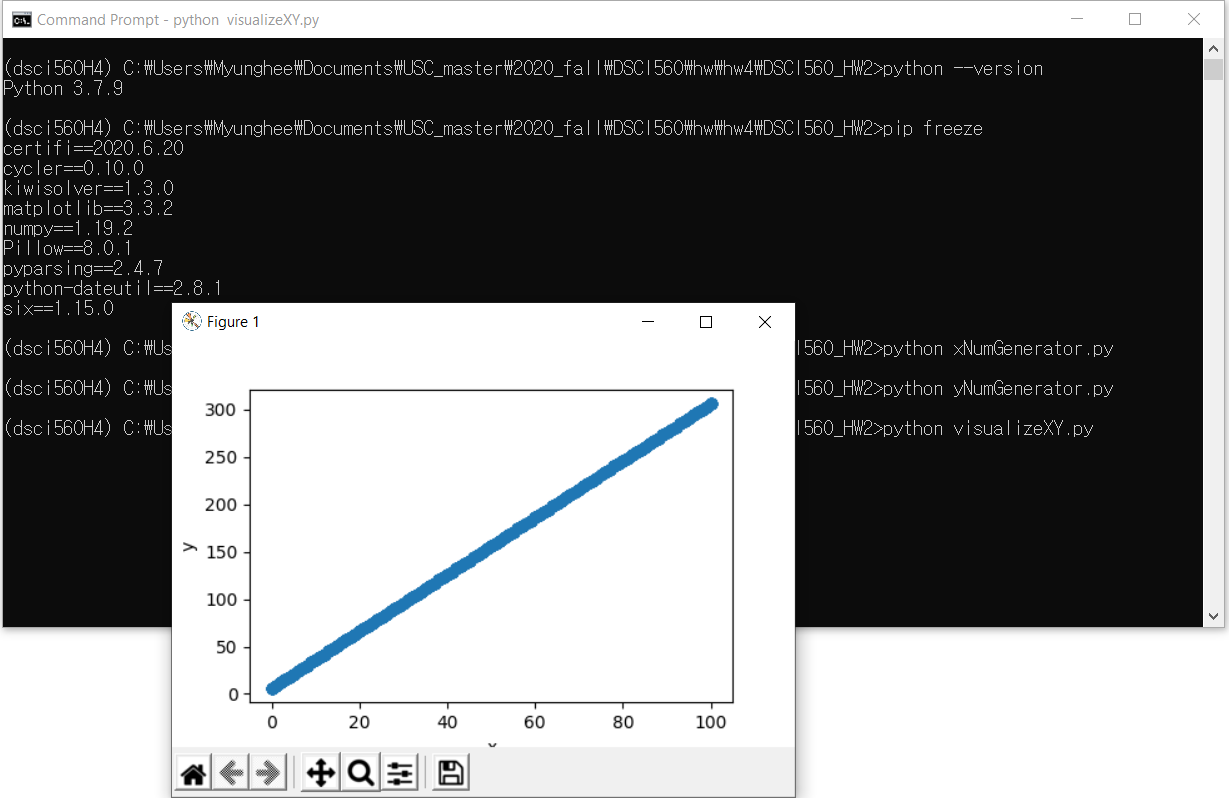 Command Prompt - python  visualizeXY.py
(dsci560H4) C:₩Users₩Myunghee₩Documents₩USC_master₩2020_fall₩DSCI560₩hw₩hw4₩DSCI560_HW2>python --version
Python 3.7.9
(dsci560H4) C:₩Users₩Myunghee₩Documents₩USC_master₩2020_fall₩DSCI560₩hw₩hw4₩DSCI560_HW2>pip freeze
certifi==2020.6.20
cycler==0.10.0
kiwisolver==1.3.0
matplotlib==3.3.2
numpy==1.19.2
Pillow==8.0.1
pyparsing==2.4.7
python-dateutil==2.8.1
six==1.15.0
(dsci560H4) C:₩Us I560_HW2>python xNumGenerator.py
(dsci560H4) C:₩Us I560_HW2>python yNumGenerator.py
(dsci560H4) C:₩Us I560_HW2>python visualizeXY.py
Figure 1
300
250
200
150
100
50
0
y
0 20 40 60 80 100